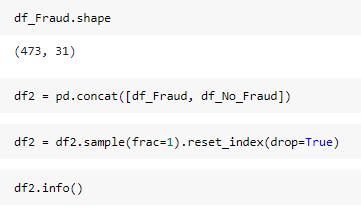 df_Fraud.shape
(473, 31)
df2 = pd.concat([df_Fraud, df_No_Fraud])
df2 = df2.sample(frac=1).reset_index(drop=True)
df2.info()